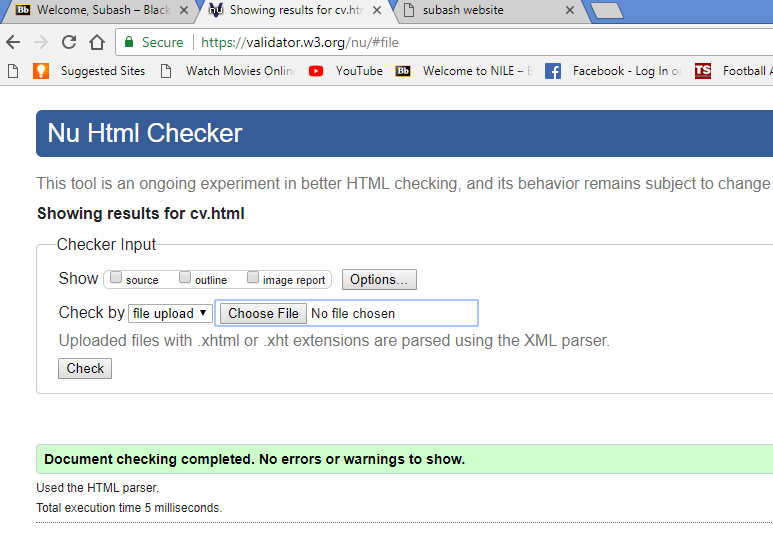 Bb Welcome, Subash – Black
nu Showing results for cv.htm
subash website
Secure https://validator.w3.org/nu/#file
Suggested Sites
Watch Movies Onlin
YouTube
Bb Welcome to NILE – B
Facebook - Log In or
TS Football A
Nu Html Checker
This tool is an ongoing experiment in better HTML checking, and its behavior remains subject to change
Showing results for cv.html
Checker Input
Show source outline image report Options...
Check by file upload Choose File No file chosen
Uploaded files with .xhtml or .xht extensions are parsed using the XML parser.
Check
Document checking completed. No errors or warnings to show.
Used the HTML parser.
Total execution time 5 milliseconds.